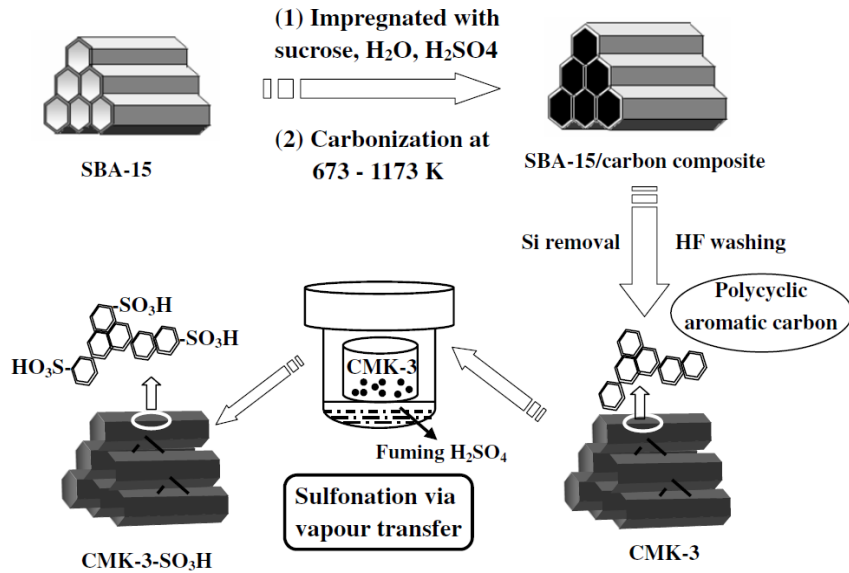 (1) Impregnated with
sucrose, H₂O, H₂SO4
(2) Carbonization at
673 - 1173 K
SBA-15
SBA-15/carbon composite
Si removal
HF washing
Polycyclic
aromatic carbon
CMK-3
CMK-3
Fuming H₂SO₄
Sulfonation via
vapour transfer
-SO₃H
-SO₃H
HO₃S-
CMK-3-SO₃H